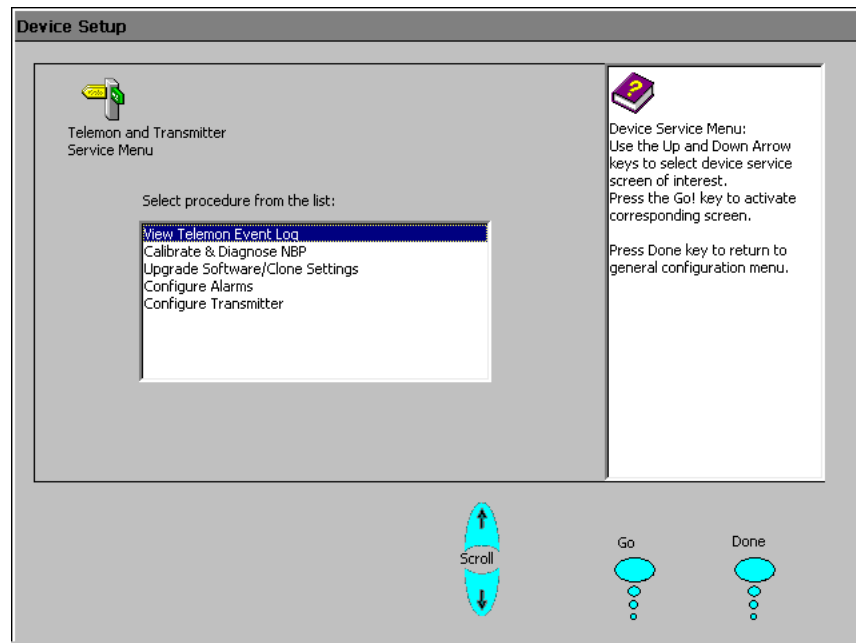 Device Setup
Telemon and Transmitter
Service Menu
Select procedure from the list:
View Telemon Event Log
Calibrate & Diagnose NBP
Upgrade Software/Clone Settings
Configure Alarms
Configure Transmitter
Device Service Menu:
Use the Up and Down Arrow
keys to select device service
screen of interest.
Press the Go! key to activate
corresponding screen.
Press Done key to return to
general configuration menu.
Scroll
Go
Done